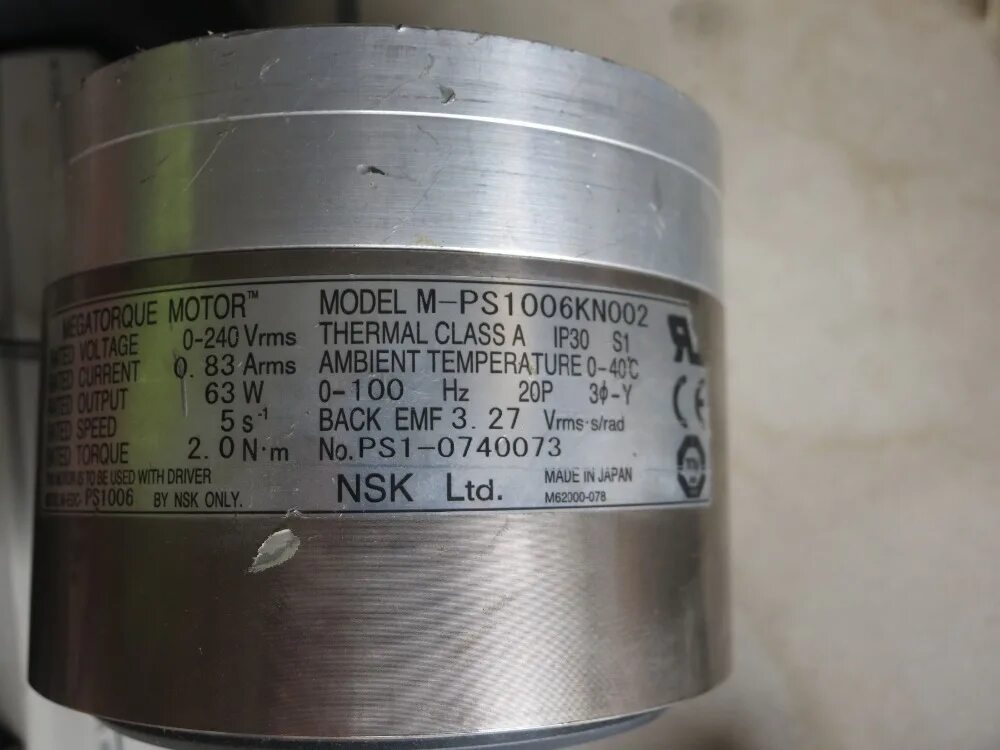 MEGATORQUE MOTOR™ MODEL M-PS1006KN002
RATED VOLTAGE 0-240 Vrms THERMAL CLASS A IP30 S1
RATED CURRENT 0.83 Arms AMBIENT TEMPERATURE 0-40℃
RATED OUTPUT 63 W 0-100 Hz 20P 3ϕ-Y
RATED SPEED 5 s⁻¹ BACK EMF 3.27 Vrms·s/rad
RATED TORQUE 2.0 N·m No. PS1-0740073
MOTOR IS TO BE USED WITH DRIVER
PS1006 BY NSK ONLY. NSK Ltd. MADE IN JAPAN
M62000-078
CE